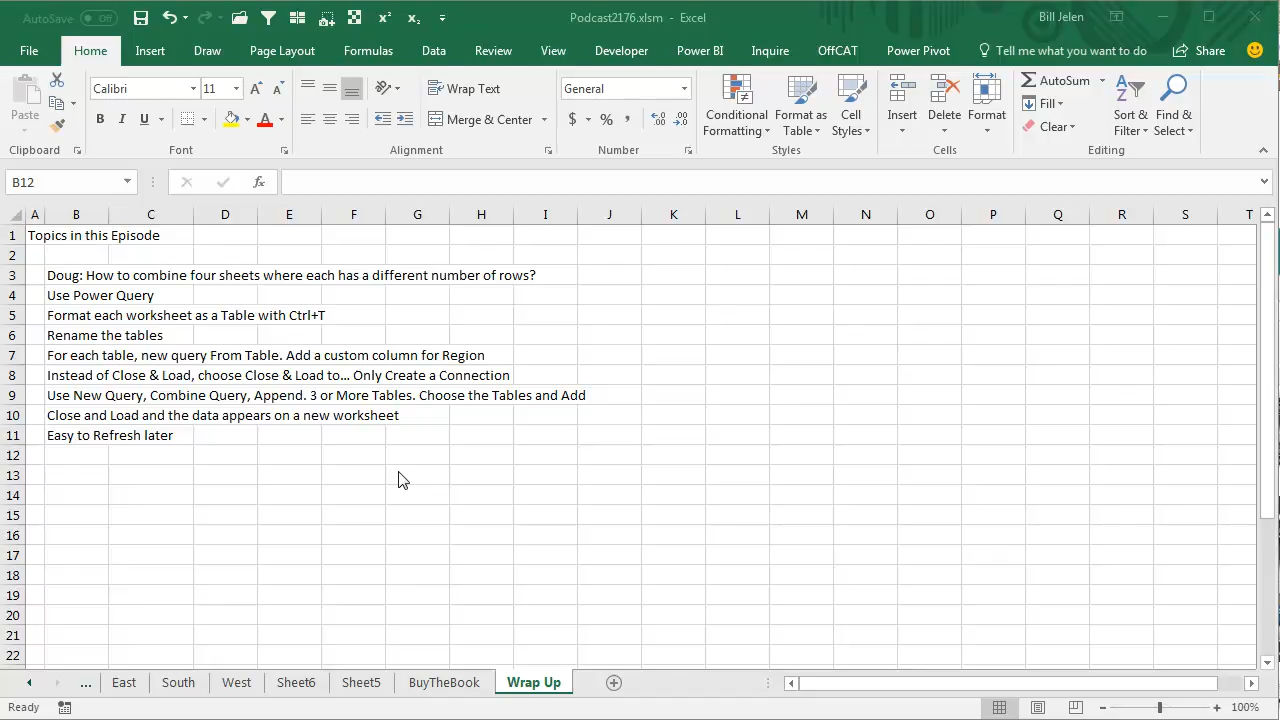 AutoSave Off
Podcast2176.xlsm - Excel
Bill Jelen
File Home Insert Draw Page Layout Formulas Data Review View Developer Power BI Inquire OffCAT Power Pivot Tell me what you want to do Share
Paste
Clipboard
Calibri 11
B I U
Font
Wrap Text
Merge & Center
Alignment
General
$ % ,
Number
Conditional Formatting
Format as Table
Cell Styles
Styles
Insert
Delete
Format
Cells
AutoSum
Fill
Clear
Sort & Filter
Find & Select
Editing
B12
fx
A B C D E F G H I J K L M N O P Q R S T
1 Topics in this Episode
2
3 Doug: How to combine four sheets where each has a different number of rows?
4 Use Power Query
5 Format each worksheet as a Table with Ctrl+T
6 Rename the tables
7 For each table, new query From Table. Add a custom column for Region
8 Instead of Close & Load, choose Close & Load to... Only Create a Connection
9 Use New Query, Combine Query, Append. 3 or More Tables. Choose the Tables and Add
10 Close and Load and the data appears on a new worksheet
11 Easy to Refresh later
12
13
14
15
16
17
18
19
20
21
22
... East South West Sheet6 Sheet5 BuyTheBook Wrap Up
Ready
100%